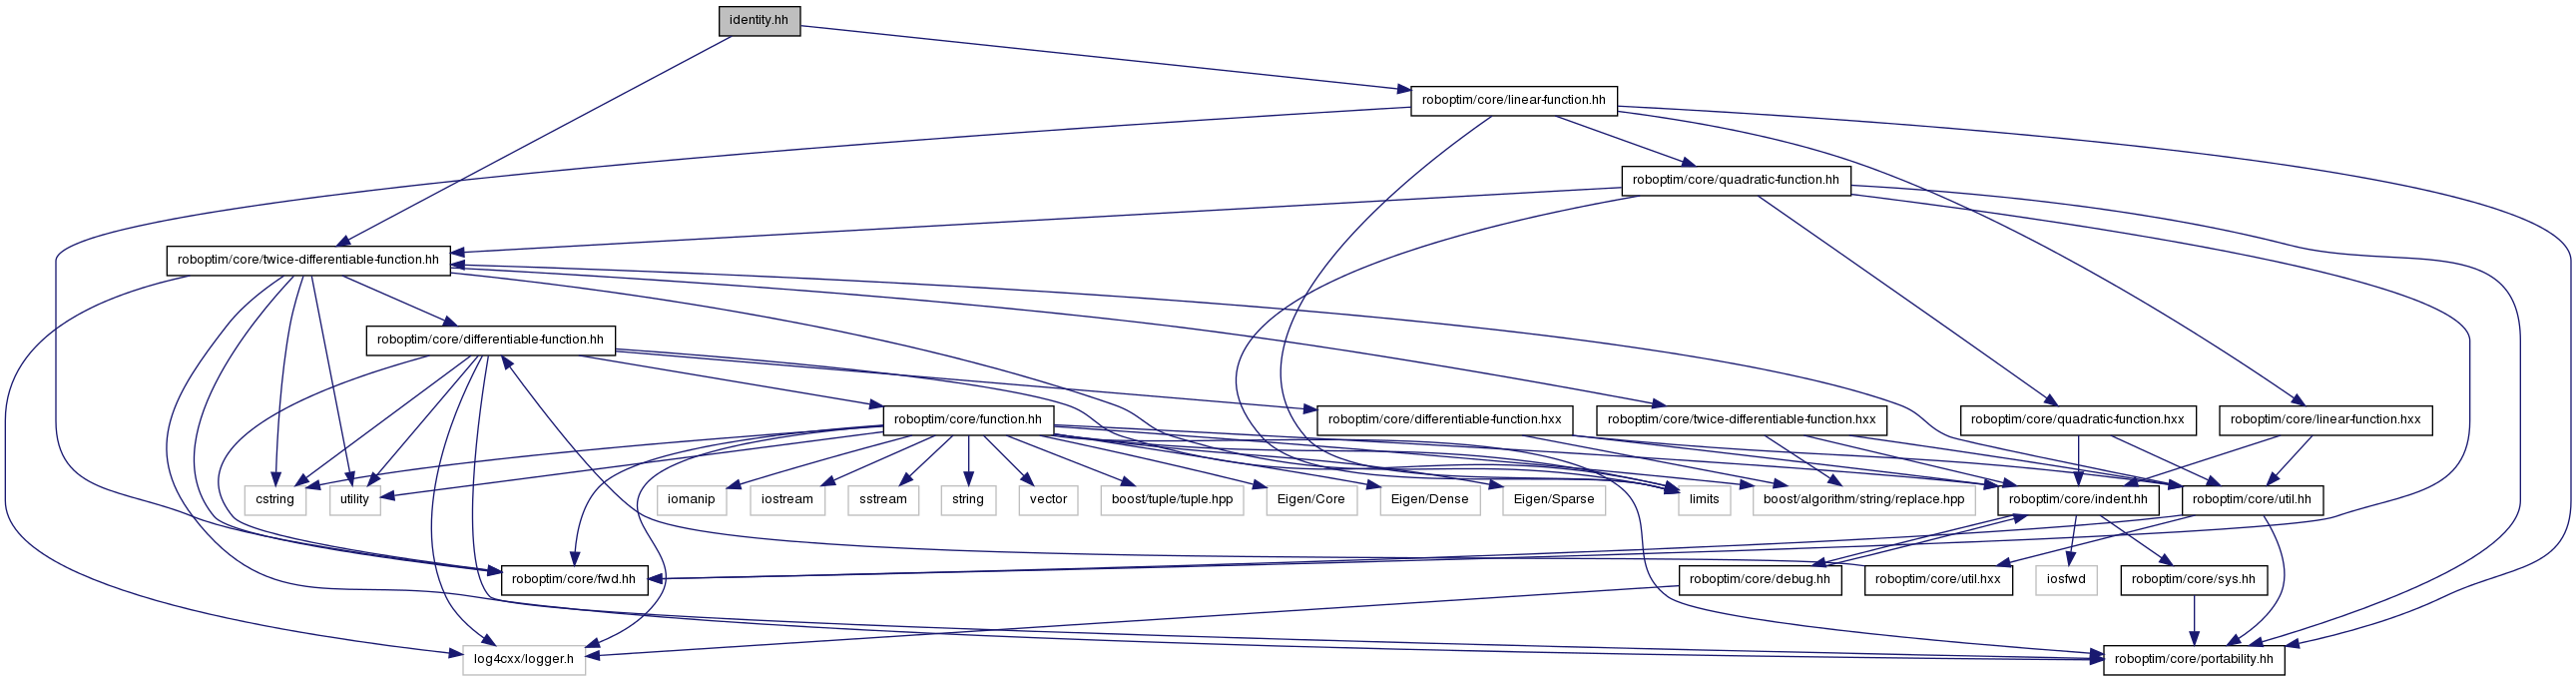 identity.hh
roboptim/core/linear-function.hh
roboptim/core/quadratic-function.hh
roboptim/core/twice-differentiable-function.hh
roboptim/core/differentiable-function.hh
roboptim/core/function.hh
roboptim/core/differentiable-function.hxx
roboptim/core/twice-differentiable-function.hxx
roboptim/core/quadratic-function.hxx
roboptim/core/linear-function.hxx
cstring
utility
iomanip
iostream
sstream
string
vector
boost/tuple/tuple.hpp
Eigen/Core
Eigen/Dense
Eigen/Sparse
limits
boost/algorithm/string/replace.hpp
roboptim/core/indent.hh
roboptim/core/util.hh
roboptim/core/fwd.hh
roboptim/core/debug.hh
roboptim/core/util.hxx
iosfwd
roboptim/core/sys.hh
log4cxx/logger.h
roboptim/core/portability.hh